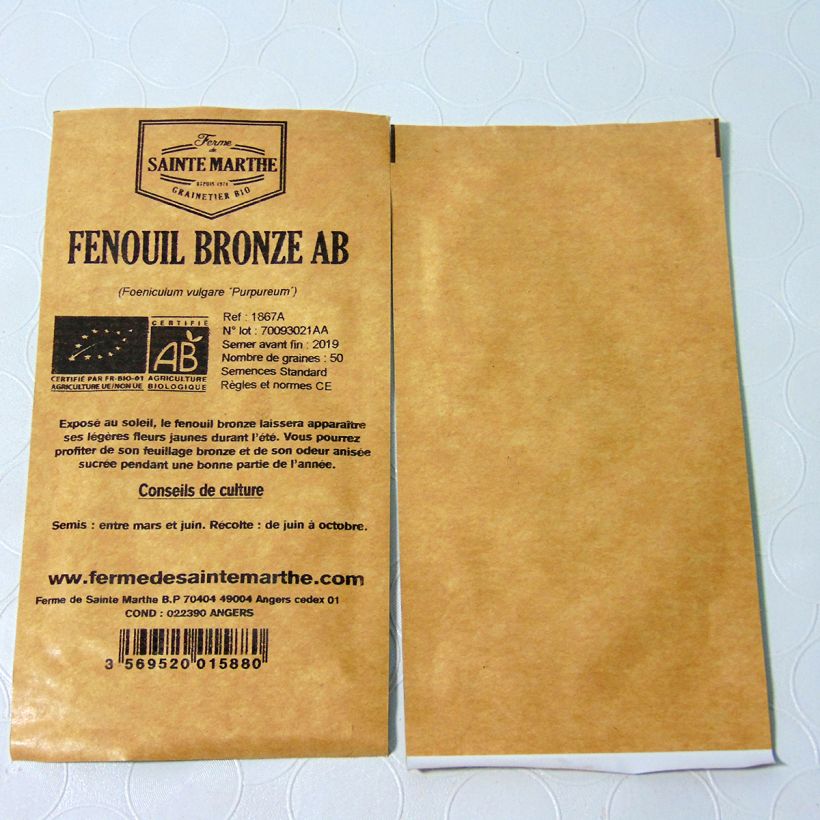 Ferme
de
SAINTE MARTHE
DEPUIS 1974
GRAINETIER BIO
FENOUIL BRONZE AB
(Foeniculum vulgare "Purpureum")
CERTIFIÉ
AB
CERTIFIÉ PAR FR-BIO-01
AGRICULTURE UE/NON UE
AGRICULTURE
BIOLOGIQUE
Ref : 1867A
N° lot : 70093021AA
Semer avant fin : 2019
Nombre de graines : 50
Semences Standard
Règles et normes CE
Exposé au soleil, le fenouil bronze laissera apparaître
ses légères fleurs jaunes durant l'été. Vous pourrez
profiter de son feuillage bronze et de son odeur anisée
sucrée pendant une bonne partie de l'année.
Conseils de culture
Semis : entre mars et juin. Récolte : de juin à octobre.
ww.fermedesaintemarthe.com
Ferme de Sainte Marthe B.P 70404 49004 Angers cedex 01
COND : 022390 ANGERS
3 569520 015880